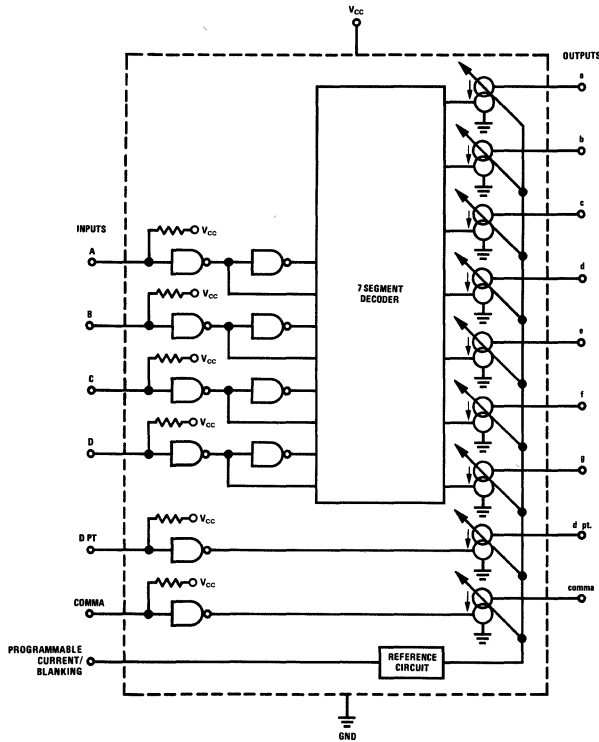 VCC
OUTPUTS
a
b
c
INPUTS
VCC
A
d
VCC
7 SEGMENT
DECODER
B
e
VCC
C
f
VCC
D
g
VCC
d pt.
D PT
VCC
comma
COMMA
PROGRAMMABLE
CURRENT/
BLANKING
REFERENCE
CIRCUIT
GND